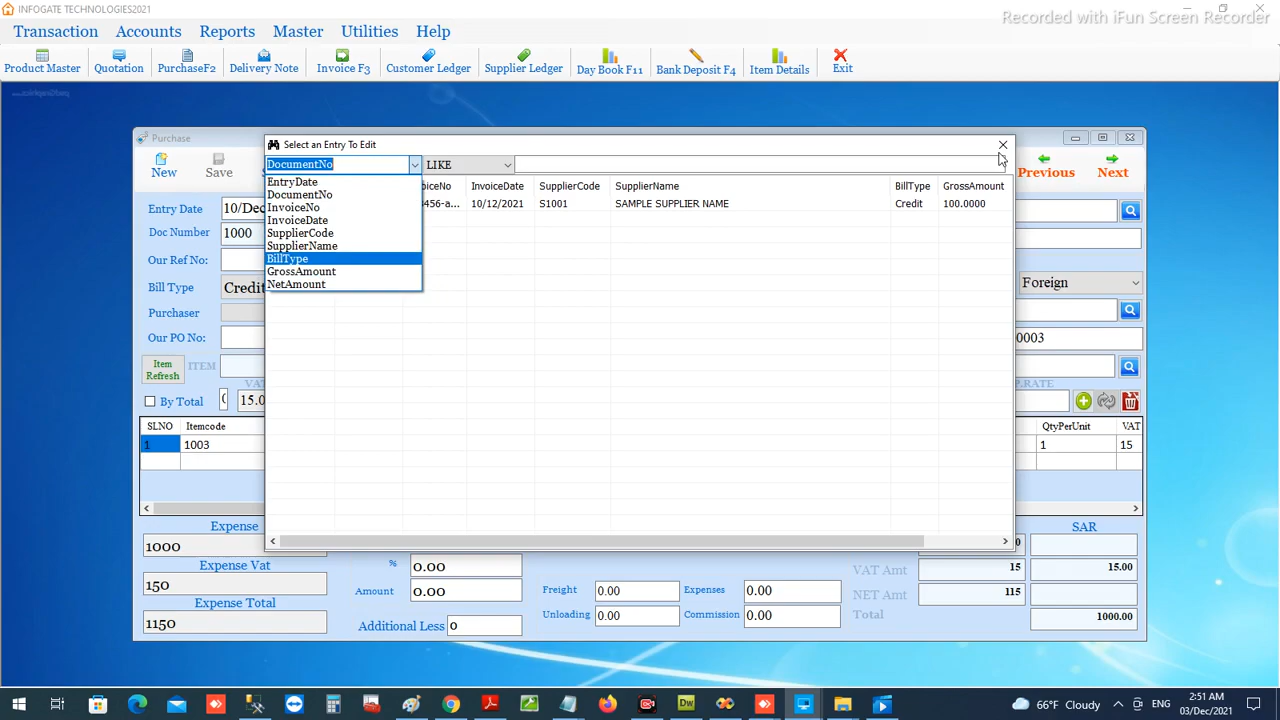 INFOGATE TECHNOLOGIES2021
Recorded with iFun Screen Recorder
Transaction Accounts Reports Master Utilities Help
Product Master Quotation PurchaseF2 Delivery Note Invoice F3 Customer Ledger Supplier Ledger Day Book F11 Bank Deposit F4 Item Details Exit
Purchase
Select an Entry To Edit
New Save
DocumentNo LIKE
Previous Next
EntryDate
DocumentNo
InvoiceNo
InvoiceDate
SupplierCode
SupplierName
BillType
GrossAmount
NetAmount
InvoiceDate SupplierCode SupplierName BillType GrossAmount
10/12/2021 S1001 SAMPLE SUPPLIER NAME Credit 100.0000
Entry Date 10/Dec
Doc Number 1000
Our Ref No:
Bill Type Credit Foreign
Purchaser
Our PO No: 0003
Item Refresh ITEM
By Total 15.0
SLNO Itemcode QtyPerUnit VAT
1 1003 1 15
Expense SAR
1000
Expense Vat % 0.00 VAT Amt 15 15.00
150 Amount 0.00 Freight 0.00 Expenses 0.00 NET Amt 115
Expense Total Unloading 0.00 Commission 0.00 Total 1000.00
1150 Additional Less 0
66°F Cloudy ENG 2:51 AM
03/Dec/2021